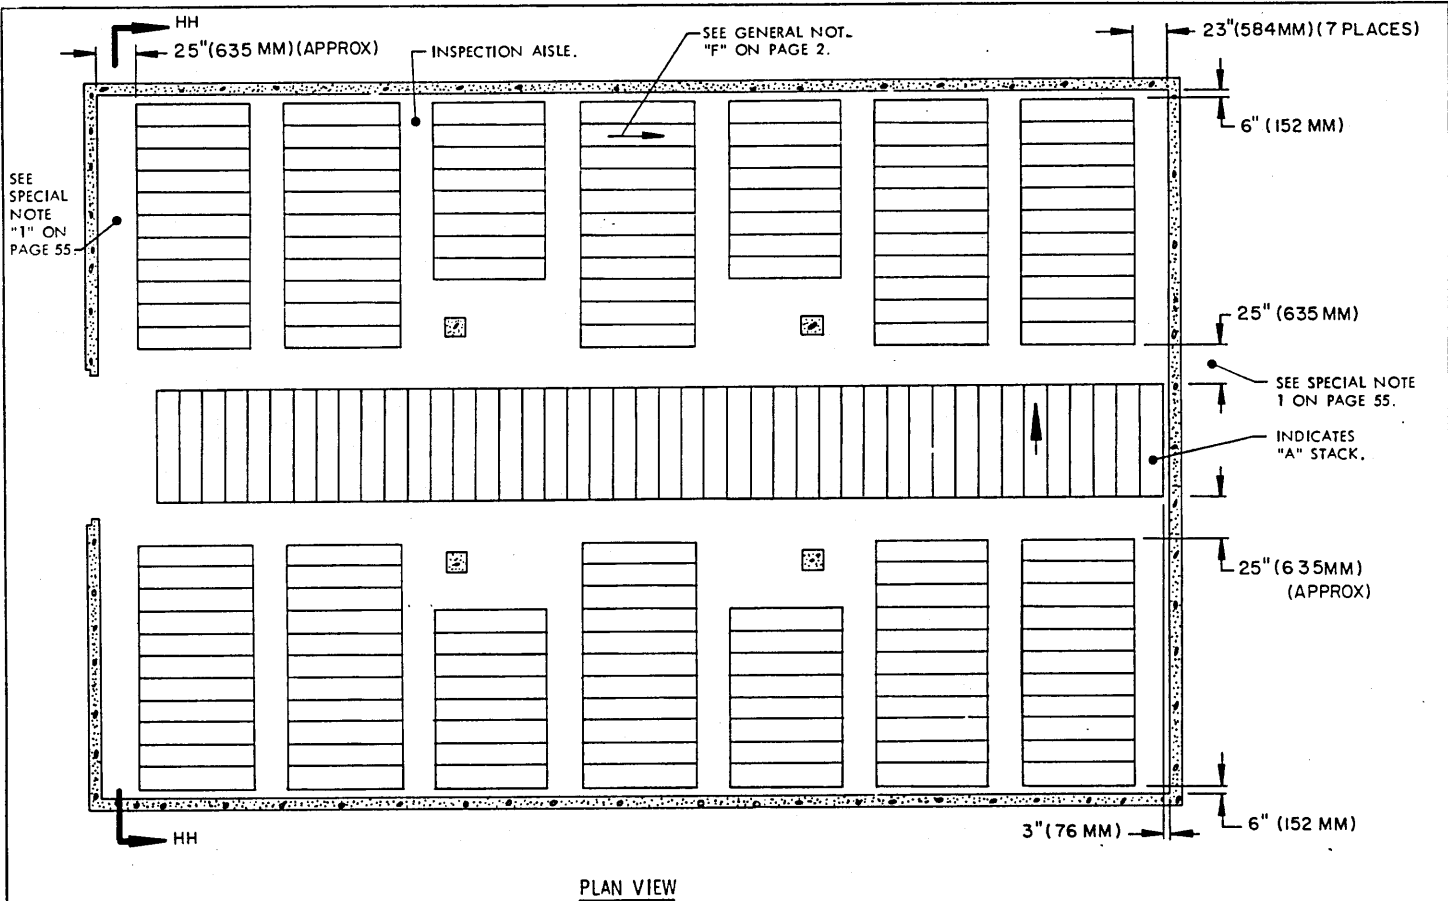 HH
25"(635 MM)(APPROX)
INSPECTION AISLE.
SEE GENERAL NOT.
"F" ON PAGE 2.
23"(584MM)(7 PLACES)
6" (152 MM)
SEE
SPECIAL
NOTE
"1" ON
PAGE 55.
25" (635 MM)
SEE SPECIAL NOTE
1 ON PAGE 55.
INDICATES
"A" STACK.
25"(635MM)
(APPROX)
3"(76 MM)
6" (152 MM)
HH
PLAN VIEW